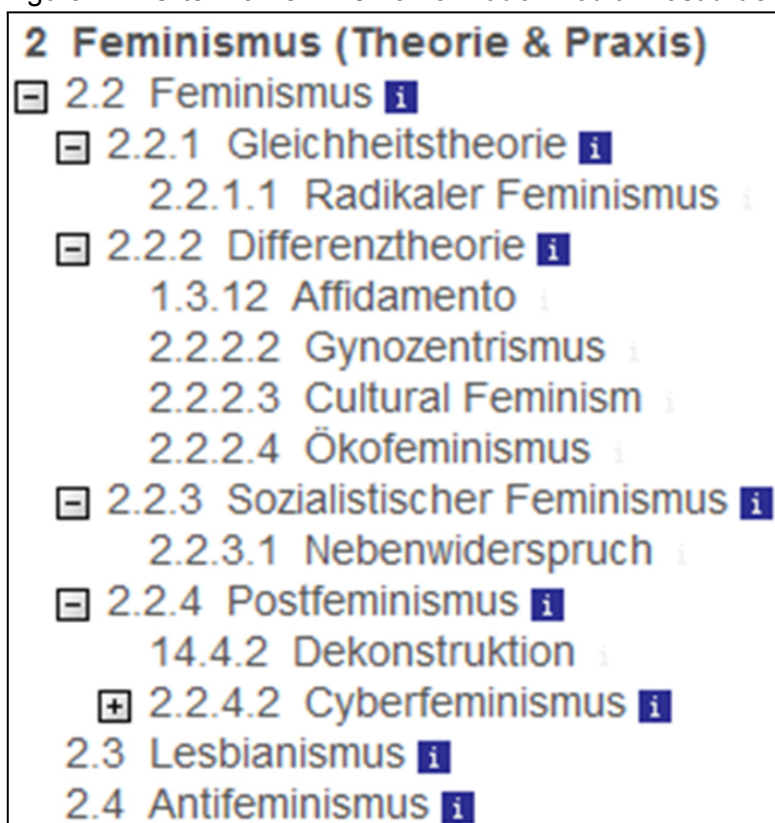 2 Feminismus (Theorie & Praxis)
2.2 Feminismus i
2.2.1 Gleichheitstheorie i
2.2.1.1 Radikaler Feminismus i
2.2.2 Differenztheorie i
1.3.12 Affidamento i
2.2.2.2 Gynozentrismus i
2.2.2.3 Cultural Feminism i
2.2.2.4 Ökofeminismus i
2.2.3 Sozialistischer Feminismus i
2.2.3.1 Nebenwiderspruch i
2.2.4 Postfeminismus i
14.4.2 Dekonstruktion i
2.2.4.2 Cyberfeminismus i
2.3 Lesbianismus i
2.4 Antifeminismus i